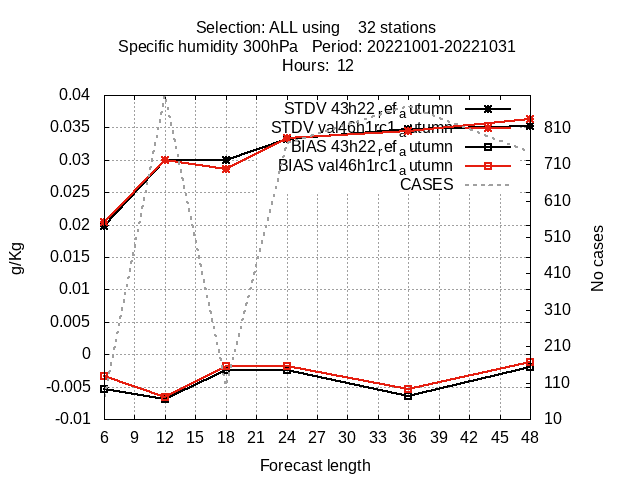 Selection: ALL using 32 stations
Specific humidity 300hPa Period: 20221001-20221031
Hours: 12
STDV 43h22_ref_autumn
STDV val46h1rc1_autumn
BIAS 43h22_ref_autumn
BIAS val46h1rc1_autumn
CASES
0.04
0.035
0.03
0.025
0.02
0.015
0.01
0.005
0
-0.005
-0.01
g/Kg
810
710
610
510
410
310
210
110
10
No cases
6 9 12 15 18 21 24 27 30 33 36 39 42 45 48
Forecast length